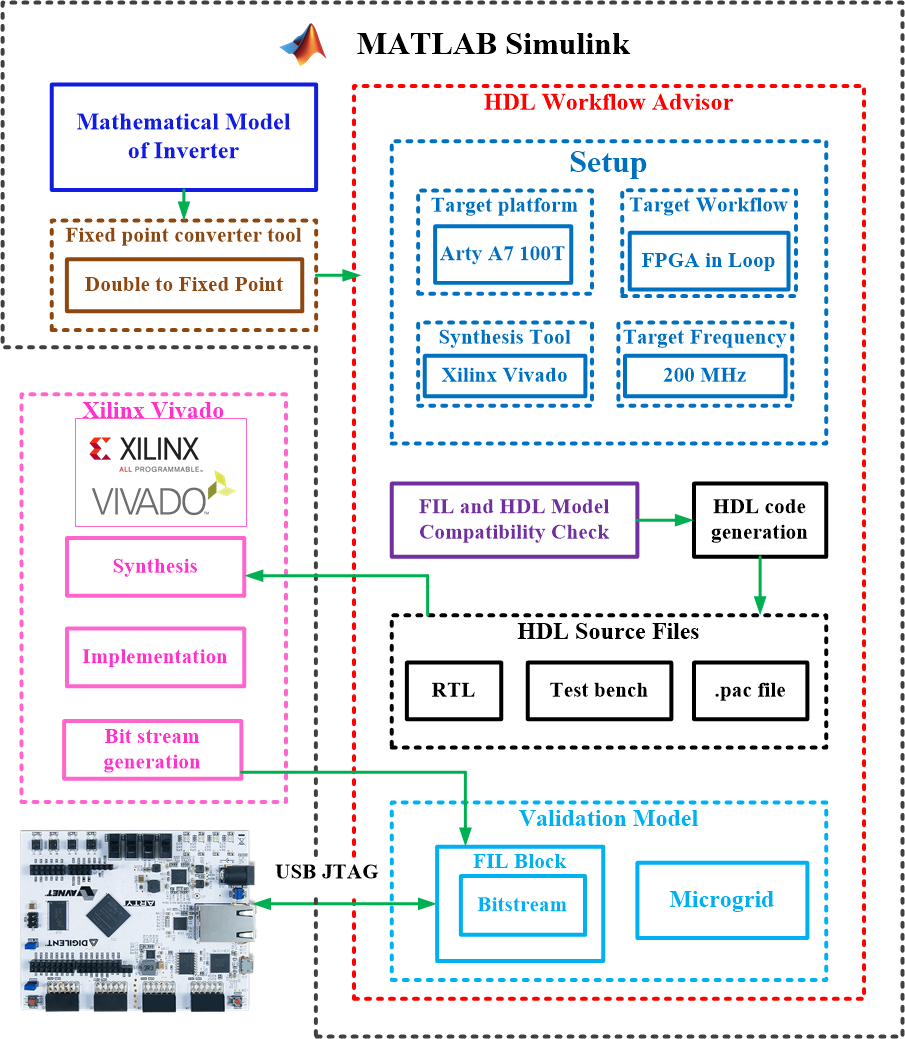 MATLAB Simulink
Mathematical Model
of Inverter
Fixed point converter tool
Double to Fixed Point
HDL Workflow Advisor
Setup
Target platform
Arty A7 100T
Target Workflow
FPGA in Loop
Synthesis Tool
Xilinx Vivado
Target Frequency
200 MHz
Xilinx Vivado
XILINX
ALL PROGRAMMABLE™
VIVADO™
Synthesis
Implementation
Bit stream
generation
FIL and HDL Model
Compatibility Check
HDL code
generation
HDL Source Files
RTL
Test bench
.pac file
Validation Model
FIL Block
Bitstream
Microgrid
USB JTAG
AVNET
ARTY
DIGILENT